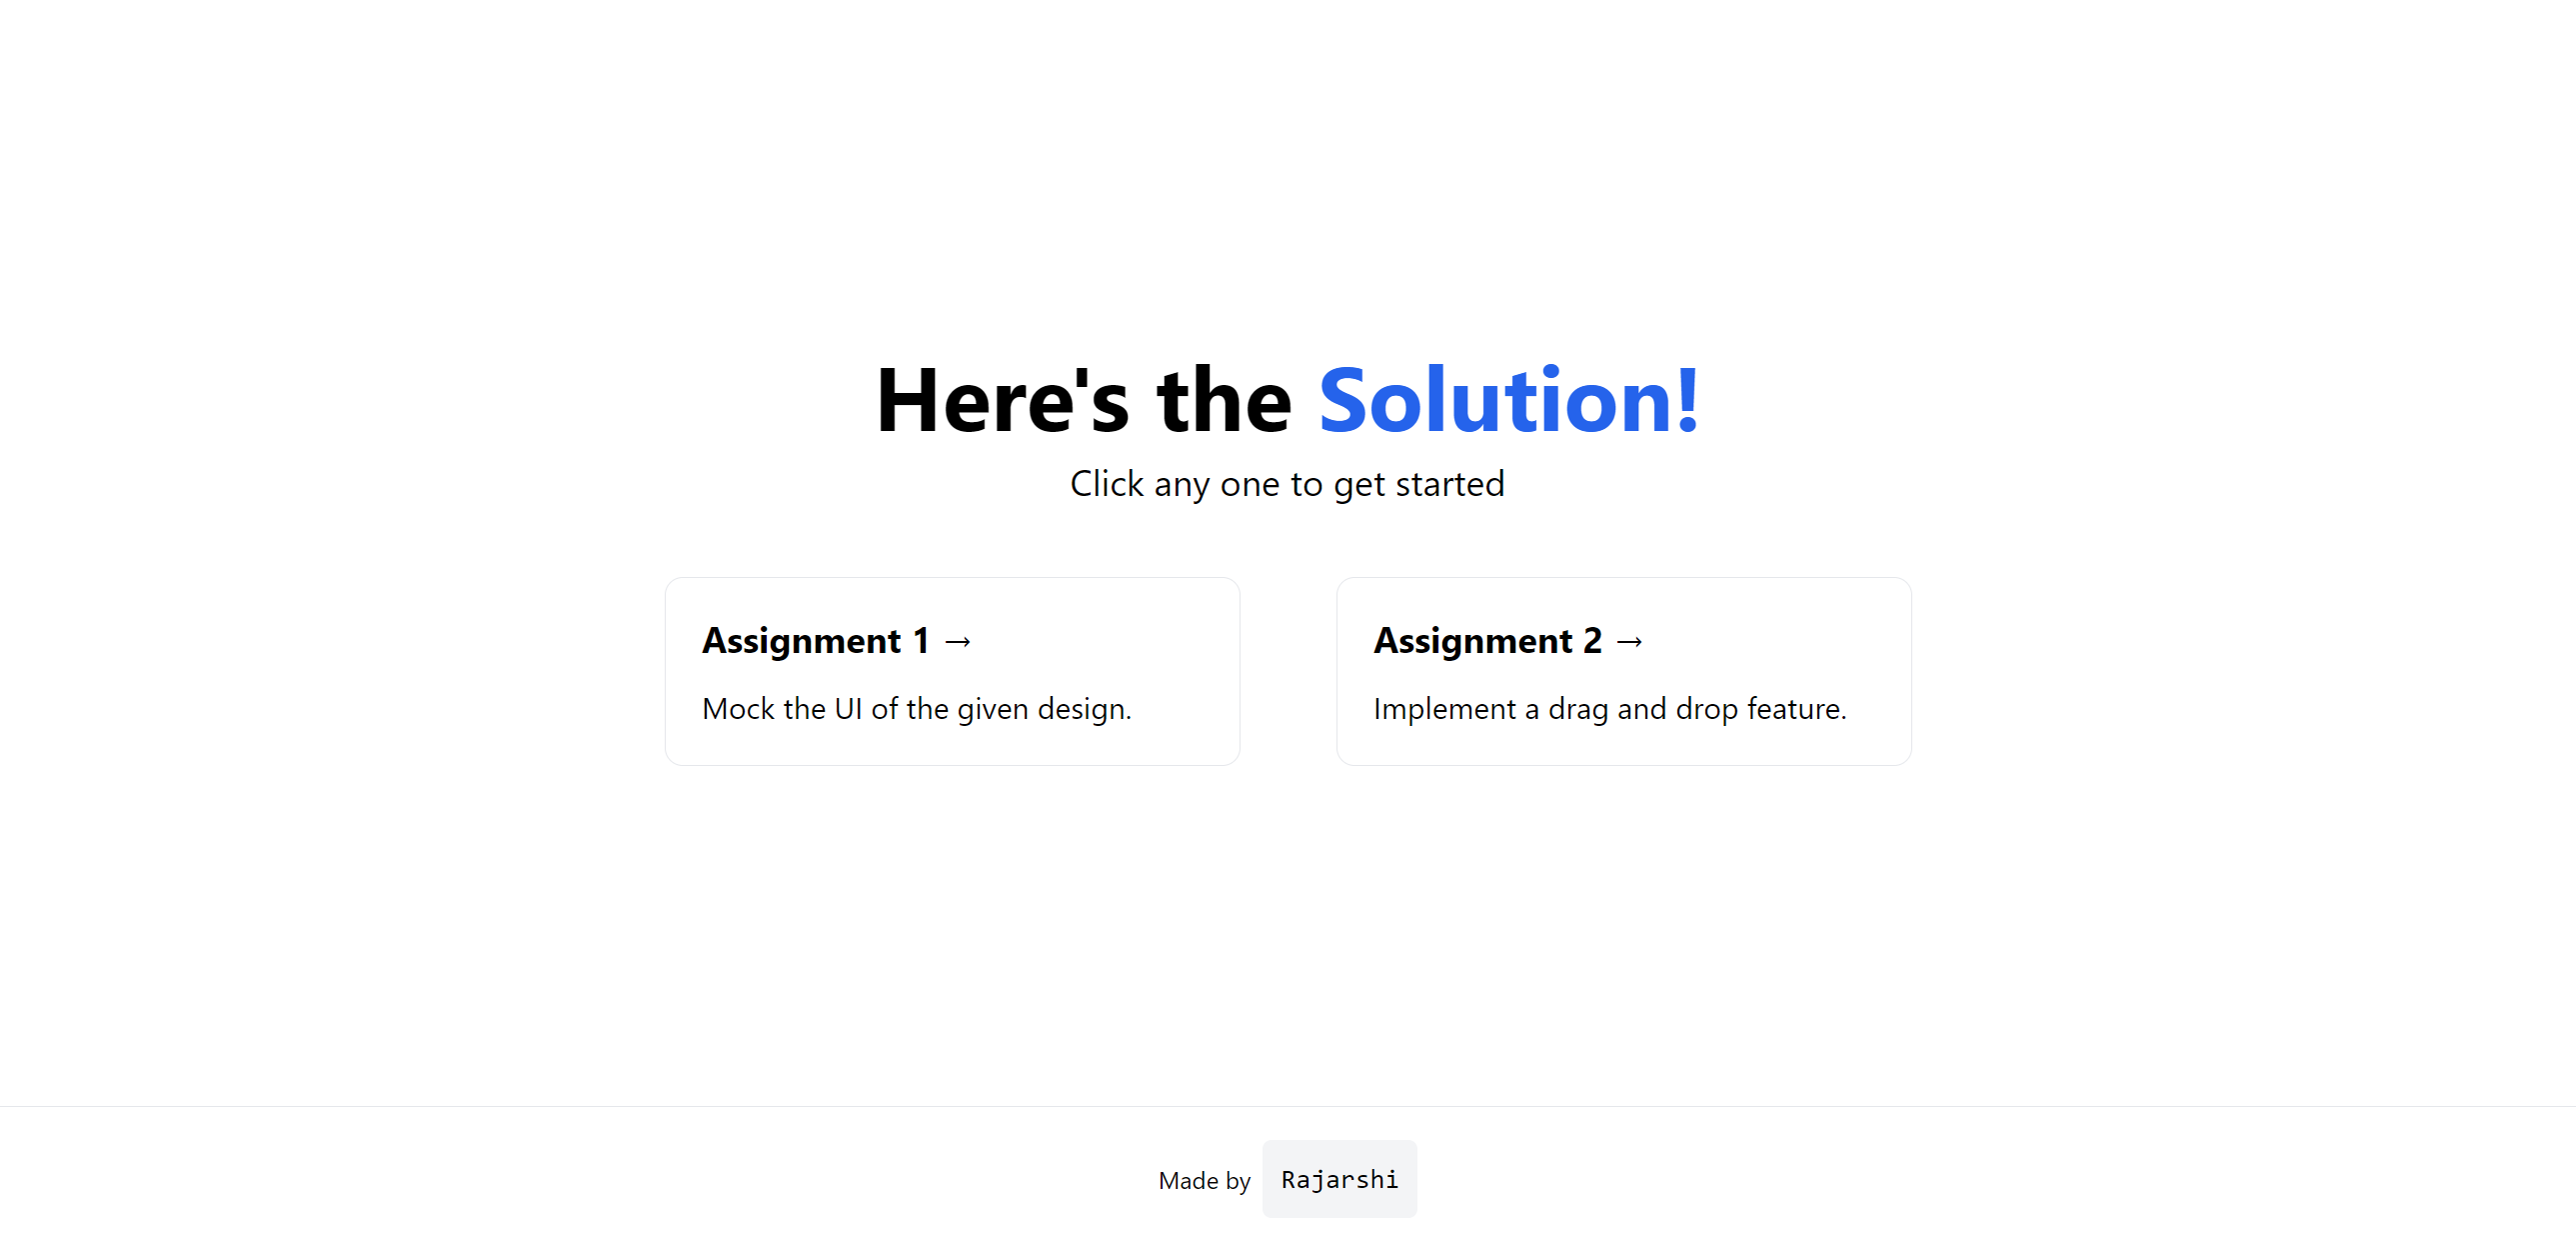 Here's the Solution!
Click any one to get started
Assignment 1 →
Mock the UI of the given design.
Assignment 2 →
Implement a drag and drop feature.
Made by Rajarshi